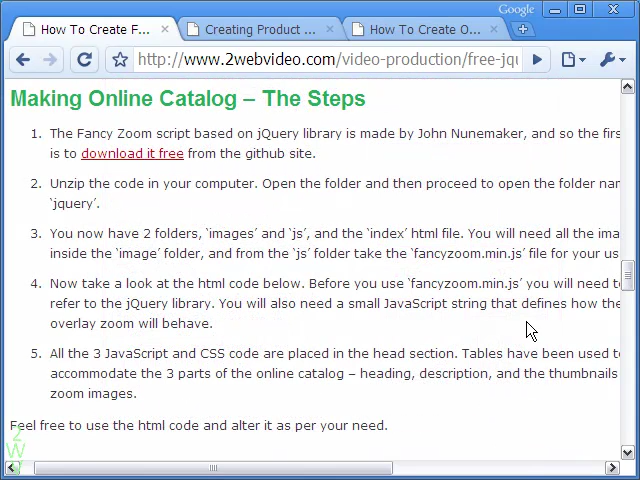 Google
How To Create F...
Creating Product ...
How To Create O...
http://www.2webvideo.com/video-production/free-jqu
Making Online Catalog – The Steps
1. The Fancy Zoom script based on jQuery library is made by John Nunemaker, and so the firs
is to download it free from the github site.
2. Unzip the code in your computer. Open the folder and then proceed to open the folder nam
‘jquery’.
3. You now have 2 folders, ‘images’ and ‘js’, and the ‘index’ html file. You will need all the ima
inside the ‘image’ folder, and from the ‘js’ folder take the ‘fancyzoom.min.js’ file for your us
4. Now take a look at the html code below. Before you use ‘fancyzoom.min.js’ you will need to
refer to the jQuery library. You will also need a small JavaScript string that defines how the
overlay zoom will behave.
5. All the 3 JavaScript and CSS code are placed in the head section. Tables have been used to
accommodate the 3 parts of the online catalog – heading, description, and the thumbnails
zoom images.
Feel free to use the html code and alter it as per your need.
2
W